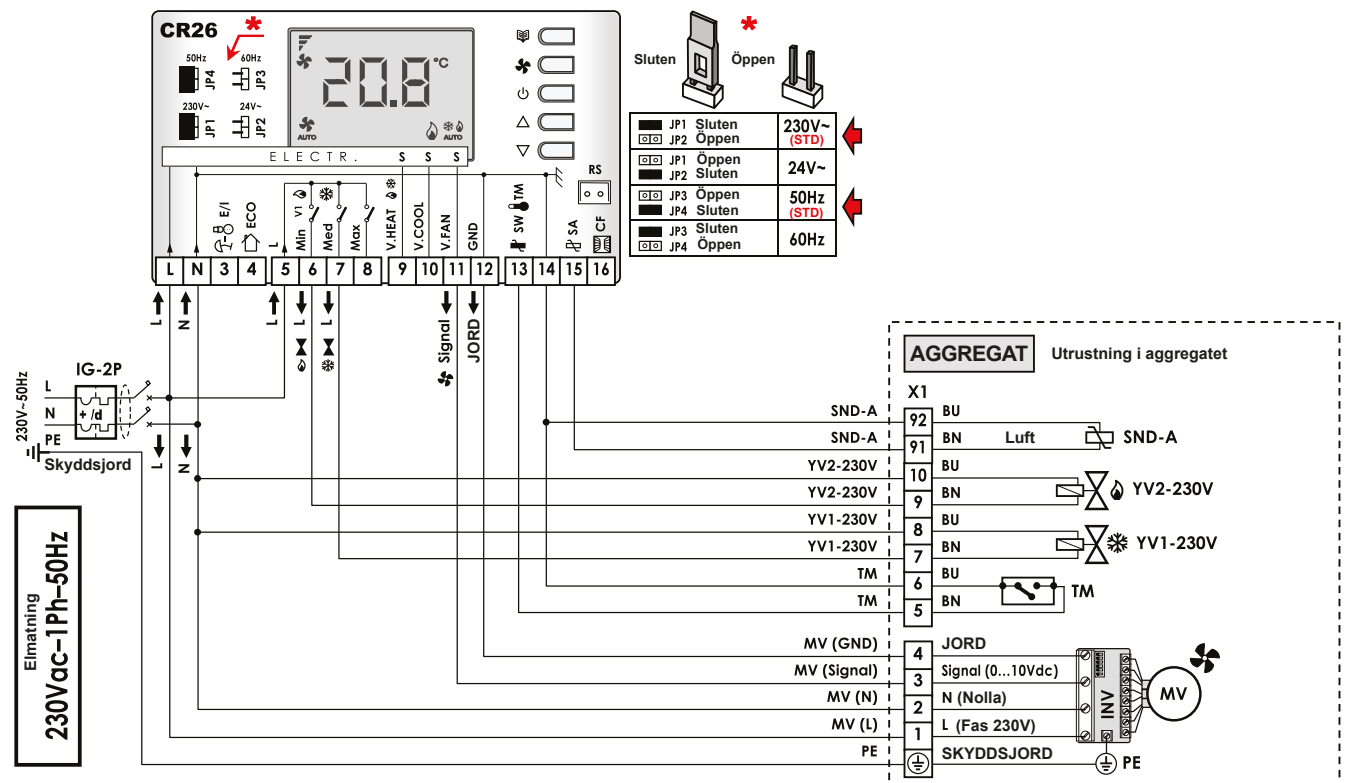 CR26
*
50Hz
JP4
60Hz
JP3
230V~
JP1
24V~
JP2
20.8 °C
AUTO
AUTO
ELECTR.
S S S
Sluten
*
Öppen
JP1 Sluten
JP2 Öppen
230V~
(STD)
JP1 Öppen
JP2 Sluten
24V~
JP3 Öppen
JP4 Sluten
50Hz
(STD)
JP3 Sluten
JP4 Öppen
60Hz
RS
E/I
ECO
L
Min V1
Med
Max
V.HEAT
V.COOL
V.FAN
GND
SW TM
SA
CF
L N 3 4 5 6 7 8 9 10 11 12 13 14 15 16
L
N
L
L
L
Signal
JORD
IG-2P
230V~50Hz
L
N
PE
+ /d
Skyddsjord
L
N
Elmatning
230Vac–1Ph–50Hz
AGGREGAT
Utrustning i aggregatet
X1
SND-A 92 BU
SND-A 91 BN Luft SND-A
YV2-230V 10 BU
YV2-230V 9 BN YV2-230V
YV1-230V 8 BU
YV1-230V 7 BN YV1-230V
TM 6 BU
TM 5 BN TM
MV (GND) 4 JORD
MV (Signal) 3 Signal (0...10Vdc)
MV (N) 2 N (Nolla)
MV (L) 1 L (Fas 230V)
PE SKYDDSJORD PE
INV
MV